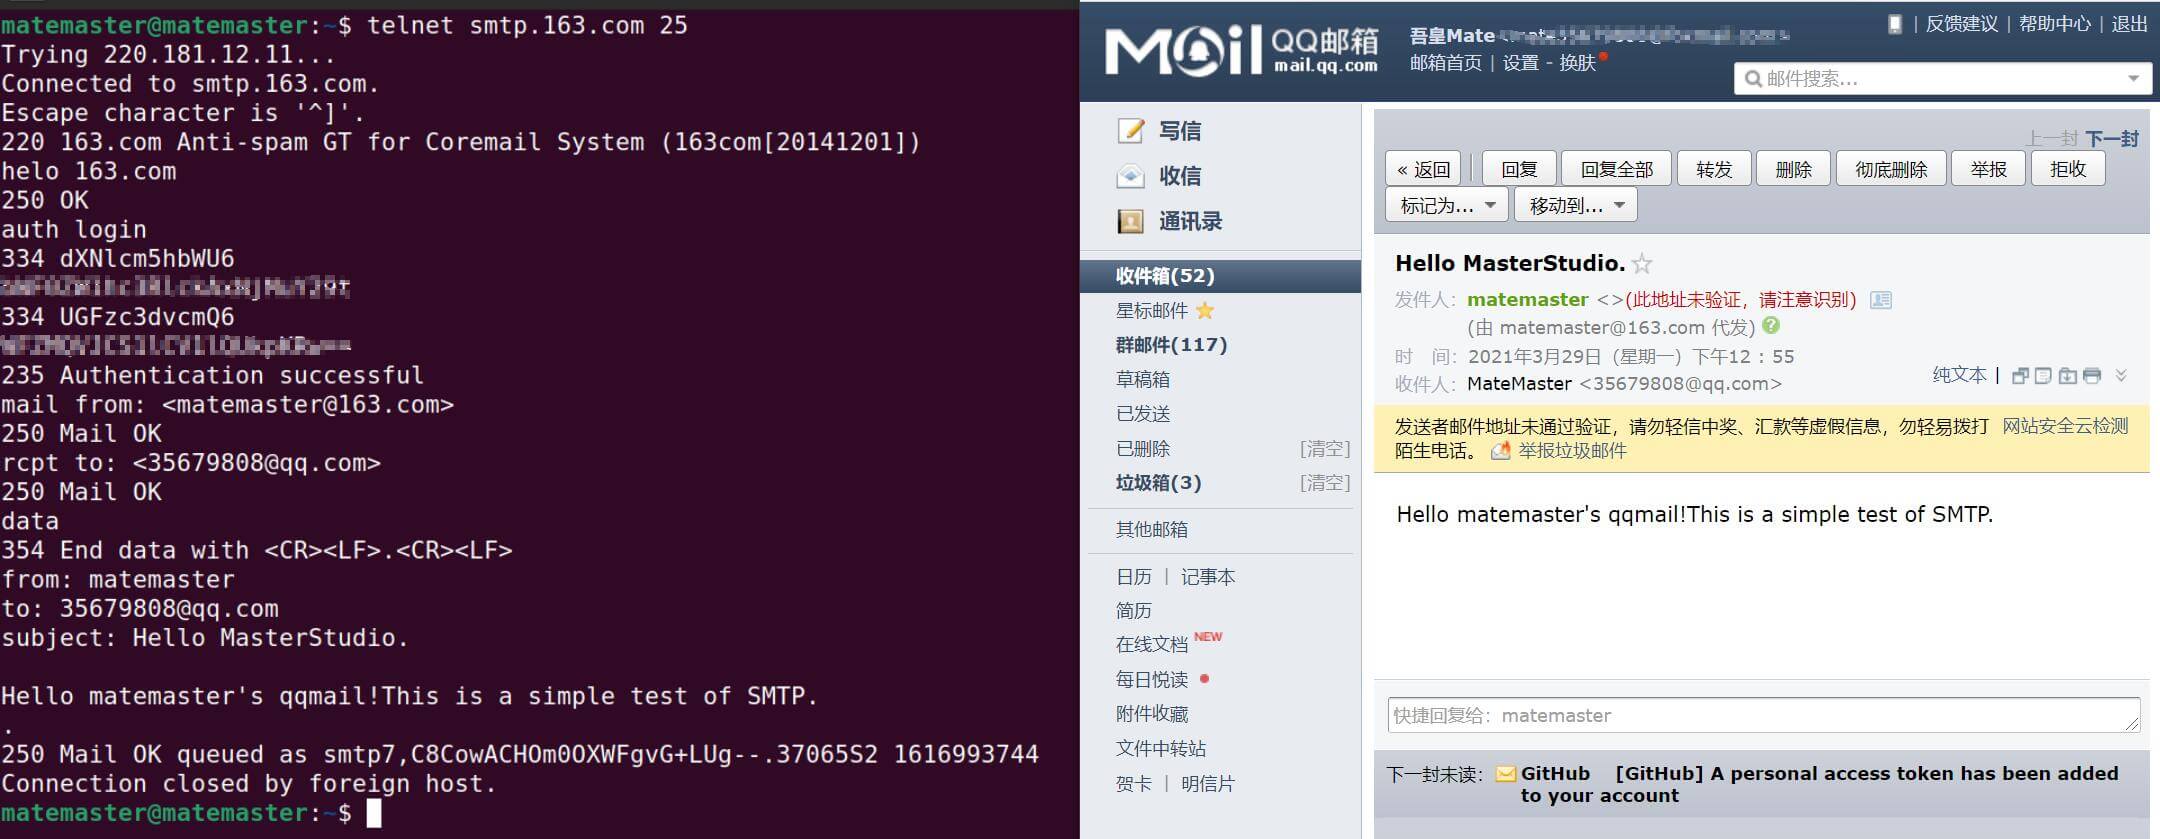 matemaster@matemaster:~$ telnet smtp.163.com 25
Trying 220.181.12.11...
Connected to smtp.163.com.
Escape character is '^]'.
220 163.com Anti-spam GT for Coremail System (163com[20141201])
helo 163.com
250 OK
auth login
334 dXNlcm5hbWU6
334 UGFzc3dvcmQ6
235 Authentication successful
mail from: <matemaster@163.com>
250 Mail OK
rcpt to: <35679808@qq.com>
250 Mail OK
data
354 End data with <CR><LF>.<CR><LF>
from: matemaster
to: 35679808@qq.com
subject: Hello MasterStudio.
Hello matemaster's qqmail!This is a simple test of SMTP.
.
250 Mail OK queued as smtp7,C8CowACHOm0OXWFgvG+LUg--.37065S2 1616993744
Connection closed by foreign host.
matemaster@matemaster:~$
Mail QQ邮箱
mail.qq.com
吾皇Mate
邮箱首页 | 设置 - 换肤
| 反馈建议 | 帮助中心 | 退出
邮件搜索...
写信
收信
通讯录
收件箱(52)
星标邮件
群邮件(117)
草稿箱
已发送
已删除 [清空]
垃圾箱(3) [清空]
其他邮箱
日历 | 记事本
简历
在线文档 NEW
每日悦读
附件收藏
文件中转站
贺卡 | 明信片
上一封 下一封
« 返回 回复 回复全部 转发 删除 彻底删除 举报 拒收
标记为... 移动到...
Hello MasterStudio.
发件人：matemaster <>(此地址未验证，请注意识别)
(由 matemaster@163.com 代发)
时 间：2021年3月29日（星期一）下午12：55
收件人：MateMaster <35679808@qq.com>
纯文本 |
发送者邮件地址未通过验证，请勿轻信中奖、汇款等虚假信息，勿轻易拨打 网站安全云检测
陌生电话。 举报垃圾邮件
Hello matemaster's qqmail!This is a simple test of SMTP.
快捷回复给：matemaster
下一封未读：GitHub [GitHub] A personal access token has been added
to your account